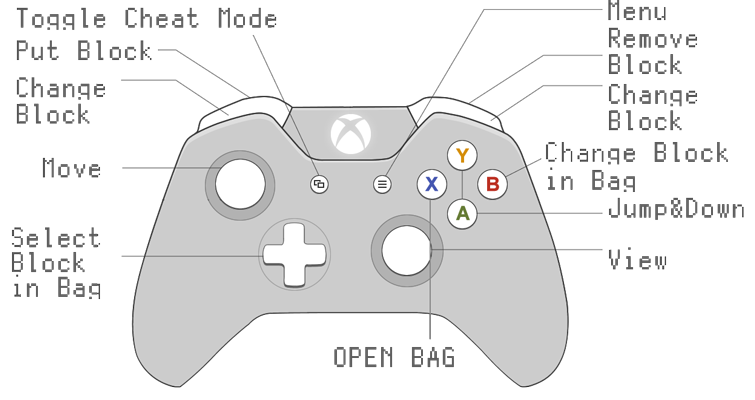 Toggle Cheat Mode
Put Block
Change
Block
Move
Select
Block
in Bag
Menu
Remove
Block
Change
Block
Y
X
B
A
Change Block
in Bag
Jump&Down
View
OPEN BAG